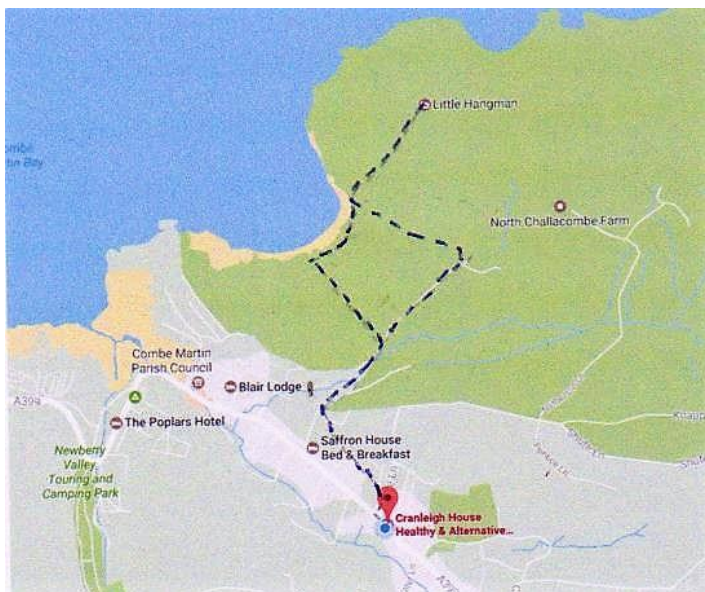 Little Hangman
North Challacombe Farm
Combe Martin
Parish Council
Blair Lodge
A399
The Poplars Hotel
Saffron House
Bed & Breakfast
Newberry
Valley
Touring and
Camping Park
Cranleigh House
Healthy & Alternative...